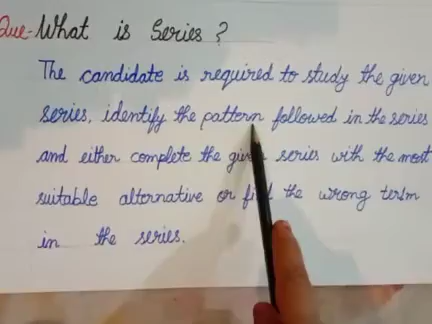 Que- What is Series ?
The candidate is required to study the given
series, identify the pattern followed in the series
and either complete the given series with the most
suitable alternative or find the wrong term
in the series.